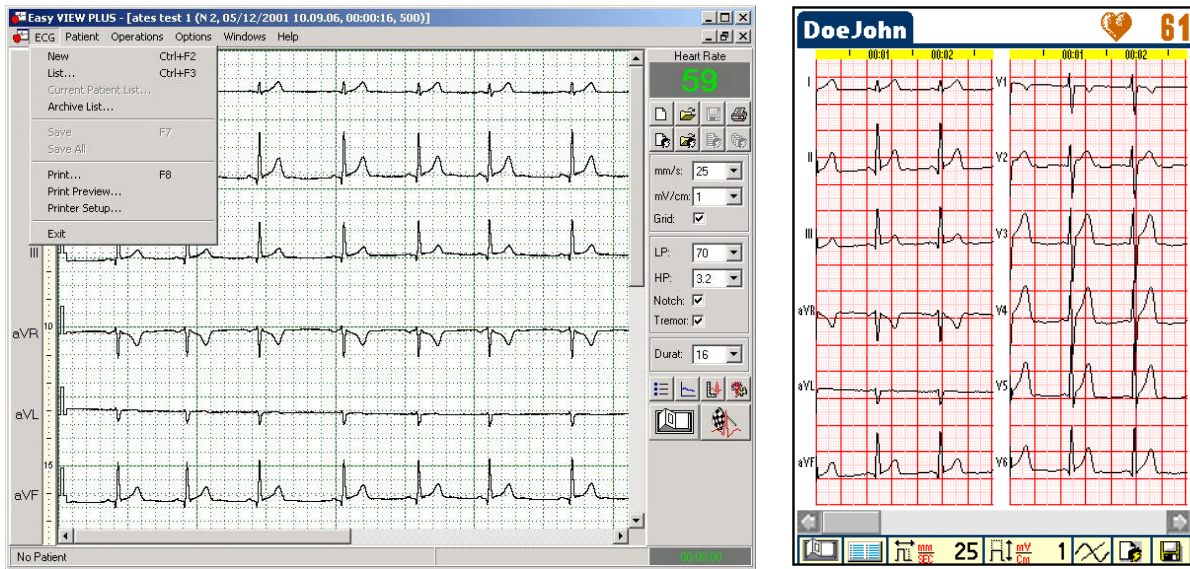 Easy VIEW PLUS - [ates test 1 (N 2, 05/12/2001 10.09.06, 00:00:16, 500)]
ECG Patient Operations Options Windows Help
New Ctrl+F2
List... Ctrl+F3
Current Patient List...
Archive List...
Save F7
Save All
Print... F8
Print Preview...
Printer Setup...
Exit
III
10
aVR
aVL
15
aVF
Heart Rate
59
mm/s: 25
mV/cm: 1
Grid:
LP: 70
HP: 3.2
Notch:
Tremor:
Durat: 16
No Patient
00:00:00
DoeJohn 61
00:01 00:02 00:01 00:02
I V1
II V2
III V3
aVR V4
aVL V5
aVF V6
mm SEC 25 mV Cm 1